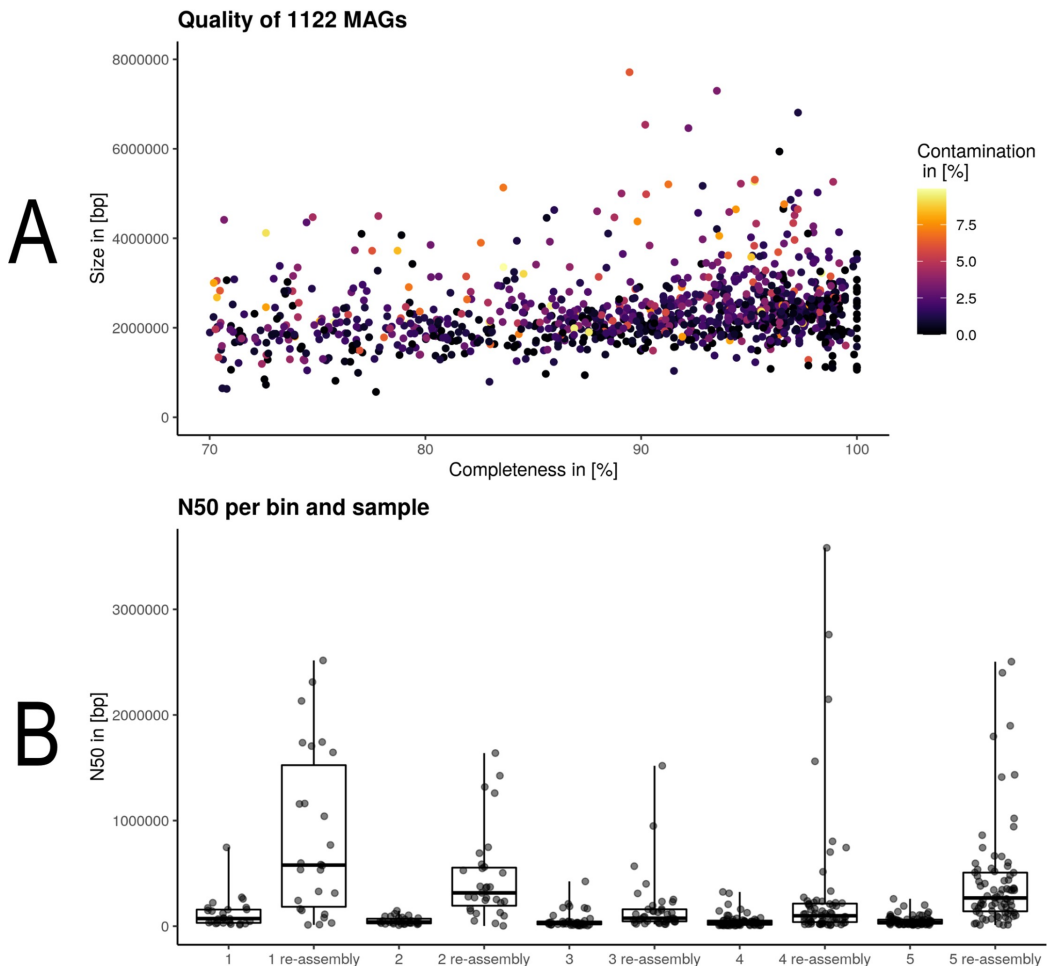 Quality of 1122 MAGs
A
Size in [bp]
8000000
6000000
4000000
2000000
0
70 80 90 100
Completeness in [%]
Contamination
in [%]
7.5
5.0
2.5
0.0
N50 per bin and sample
B
N50 in [bp]
3000000
2000000
1000000
0
1 1 re-assembly 2 2 re-assembly 3 3 re-assembly 4 4 re-assembly 5 5 re-assembly